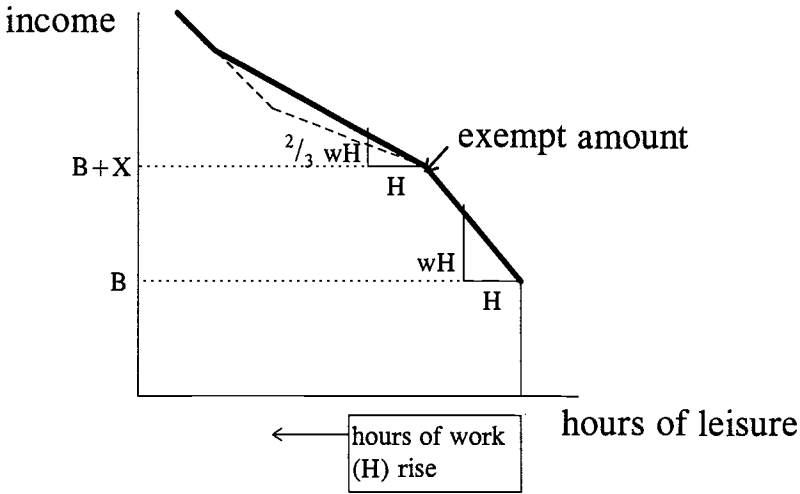 income
exempt amount
2/3 wH
B+X
H
wH
B
H
hours of leisure
hours of work
(H) rise